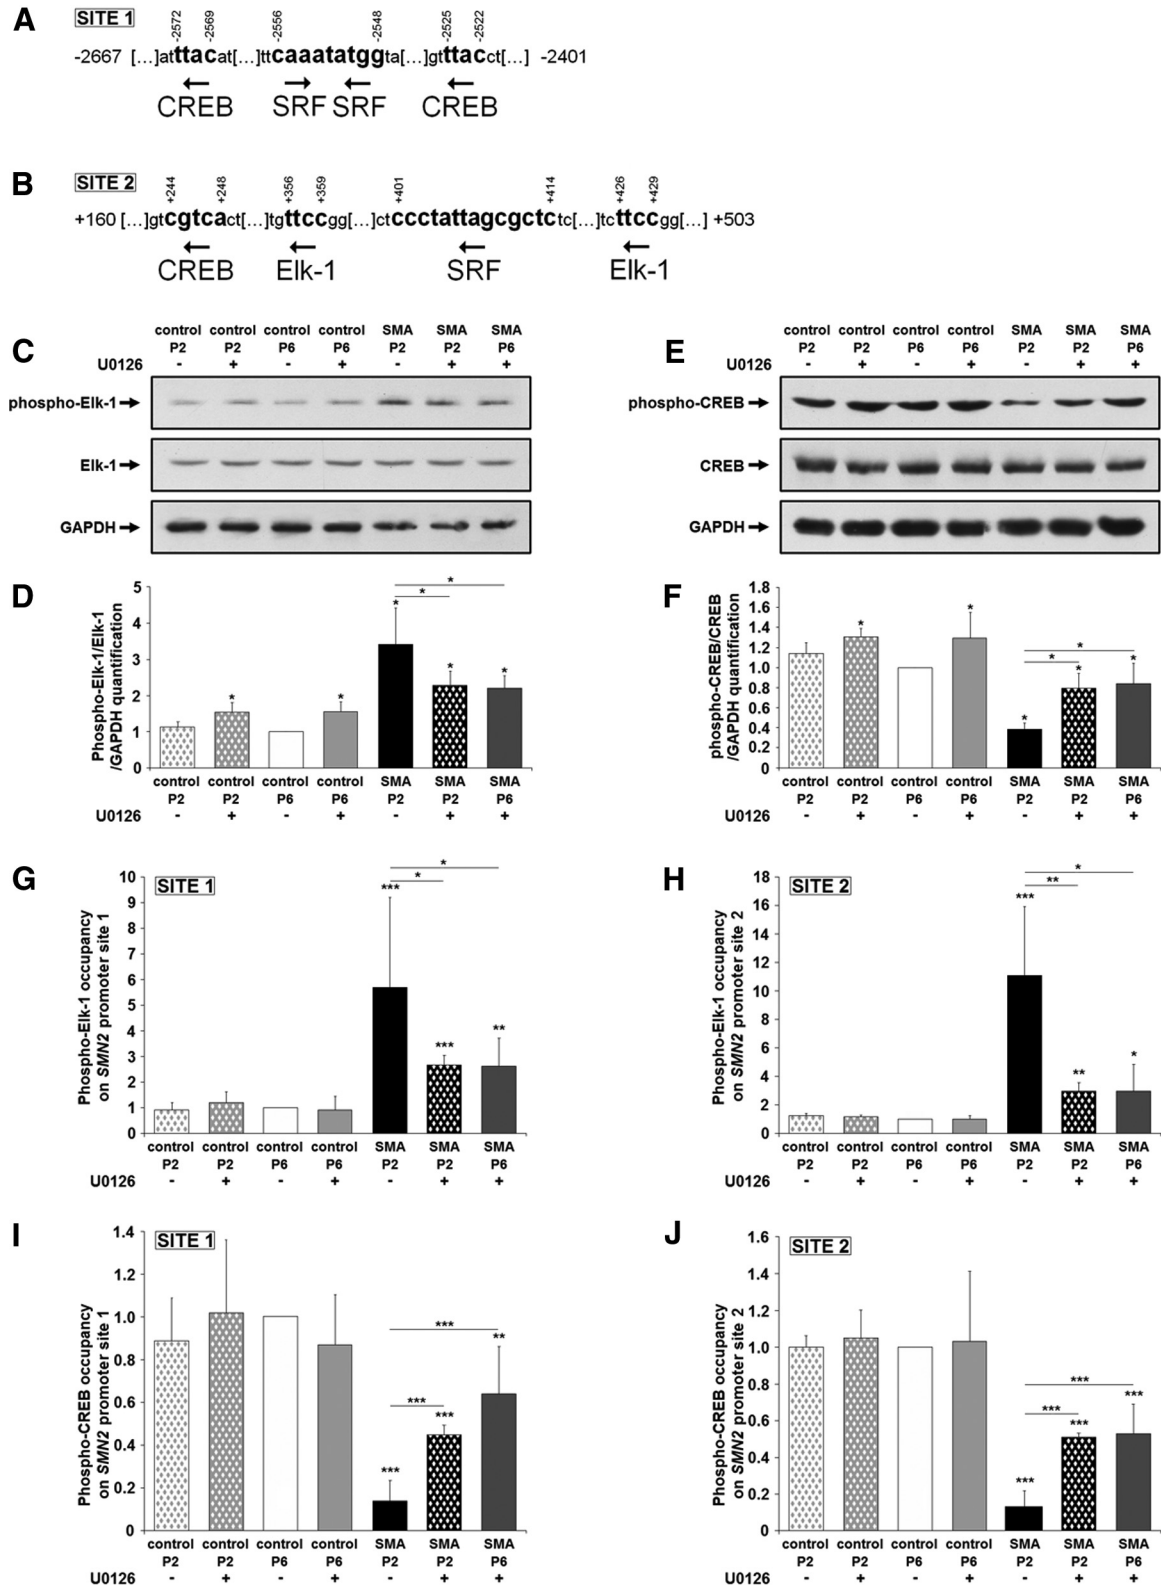 A
SITE 1
-2572 -2569 -2556 -2548 -2525 -2522
-2667 [...]atttacat[...]ttcaaatatggta[...]gtttaccct[...] -2401
CREB SRF SRF CREB
B
SITE 2
+244 +248 +356 +359 +401 +414 +426 +429
+160 [...]gtcgtcact[...]tgttccgg[...]ctccctattagcgctctc[...]tcttccgg[...] +503
CREB Elk-1 SRF Elk-1
C
control control control control SMA SMA SMA
P2 P2 P6 P6 P2 P2 P6
U0126 - + - + - + +
phospho-Elk-1
Elk-1
GAPDH
E
control control control control SMA SMA SMA
P2 P2 P6 P6 P2 P2 P6
U0126 - + - + - + +
phospho-CREB
CREB
GAPDH
D
Phospho-Elk-1/Elk-1
/GAPDH quantification
5
4
3
2
1
0
* * * * * * *
control control control control SMA SMA SMA
P2 P2 P6 P6 P2 P2 P6
U0126 - + - + - + +
F
phospho-CREB/CREB
/GAPDH quantification
1.8
1.6
1.4
1.2
1.0
0.8
0.6
0.4
0.2
0
* * * * * * *
control control control control SMA SMA SMA
P2 P2 P6 P6 P2 P2 P6
U0126 - + - + - + +
G
SITE 1
Phospho-Elk-1 occupancy
on SMN2 promoter site 1
10
9
8
7
6
5
4
3
2
1
0
*
*
***
***
**
control control control control SMA SMA SMA
P2 P2 P6 P6 P2 P2 P6
U0126 - + - + - + +
H
SITE 2
Phospho-Elk-1 occupancy
on SMN2 promoter site 2
18
16
14
12
10
8
6
4
2
0
*
**
***
**
*
control control control control SMA SMA SMA
P2 P2 P6 P6 P2 P2 P6
U0126 - + - + - + +
I
SITE 1
Phospho-CREB occupancy
on SMN2 promoter site 1
1.4
1.2
1.0
0.8
0.6
0.4
0.2
0
***
**
***
***
***
control control control control SMA SMA SMA
P2 P2 P6 P6 P2 P2 P6
U0126 - + - + - + +
J
SITE 2
Phospho-CREB occupancy
on SMN2 promoter site 2
1.6
1.4
1.2
1.0
0.8
0.6
0.4
0.2
0
***
***
***
***
***
control control control control SMA SMA SMA
P2 P2 P6 P6 P2 P2 P6
U0126 - + - + - + +